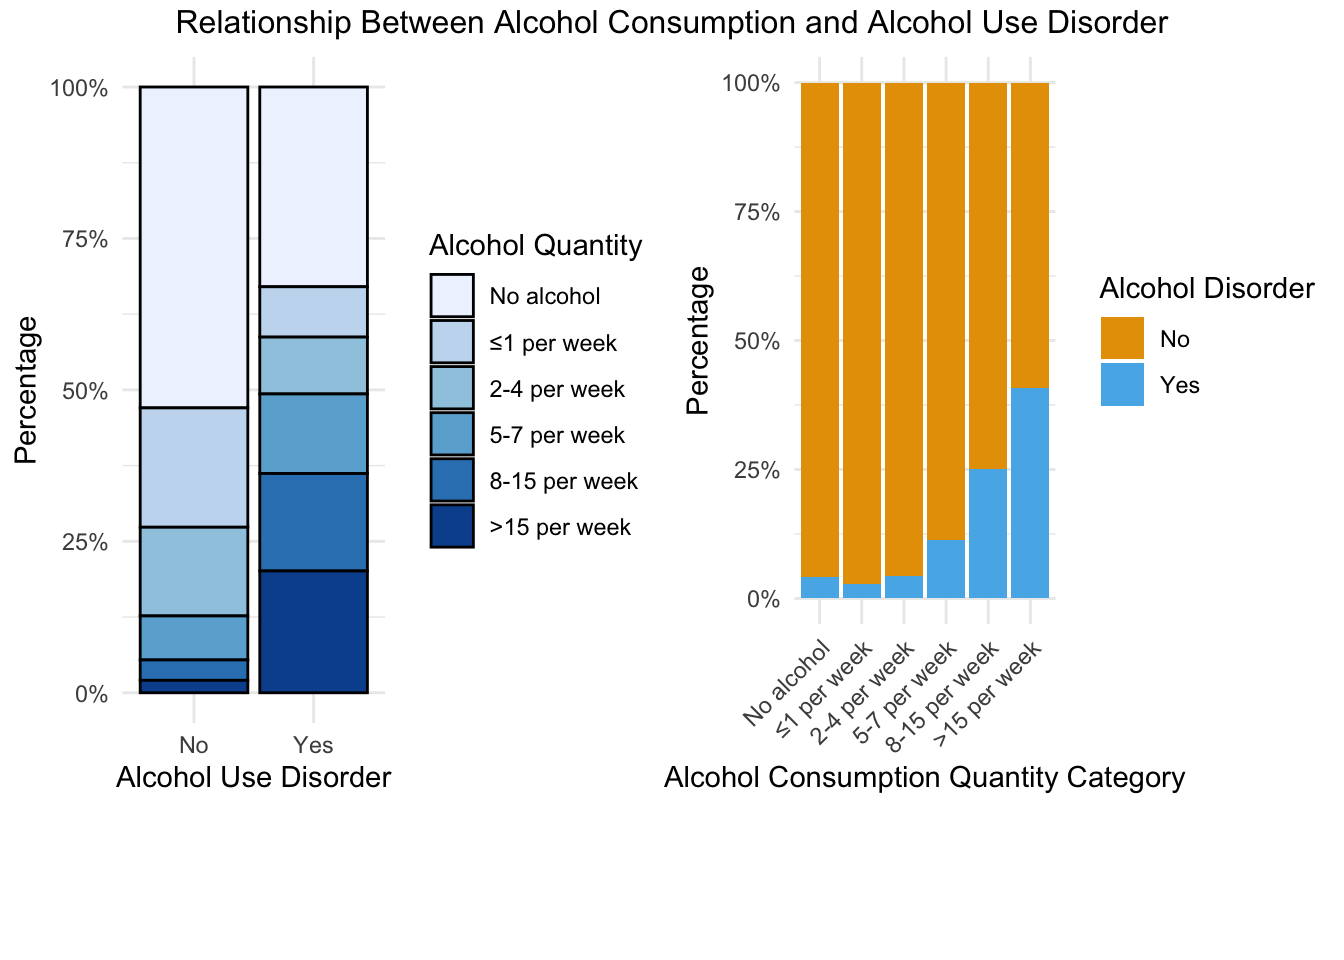 Relationship Between Alcohol Consumption and Alcohol Use Disorder
Percentage
100%
75%
50%
25%
0%
No
Yes
Alcohol Use Disorder
Alcohol Quantity
No alcohol
≤1 per week
2-4 per week
5-7 per week
8-15 per week
>15 per week
Percentage
100%
75%
50%
25%
0%
No alcohol
≤1 per week
2-4 per week
5-7 per week
8-15 per week
>15 per week
Alcohol Consumption Quantity Category
Alcohol Disorder
No
Yes